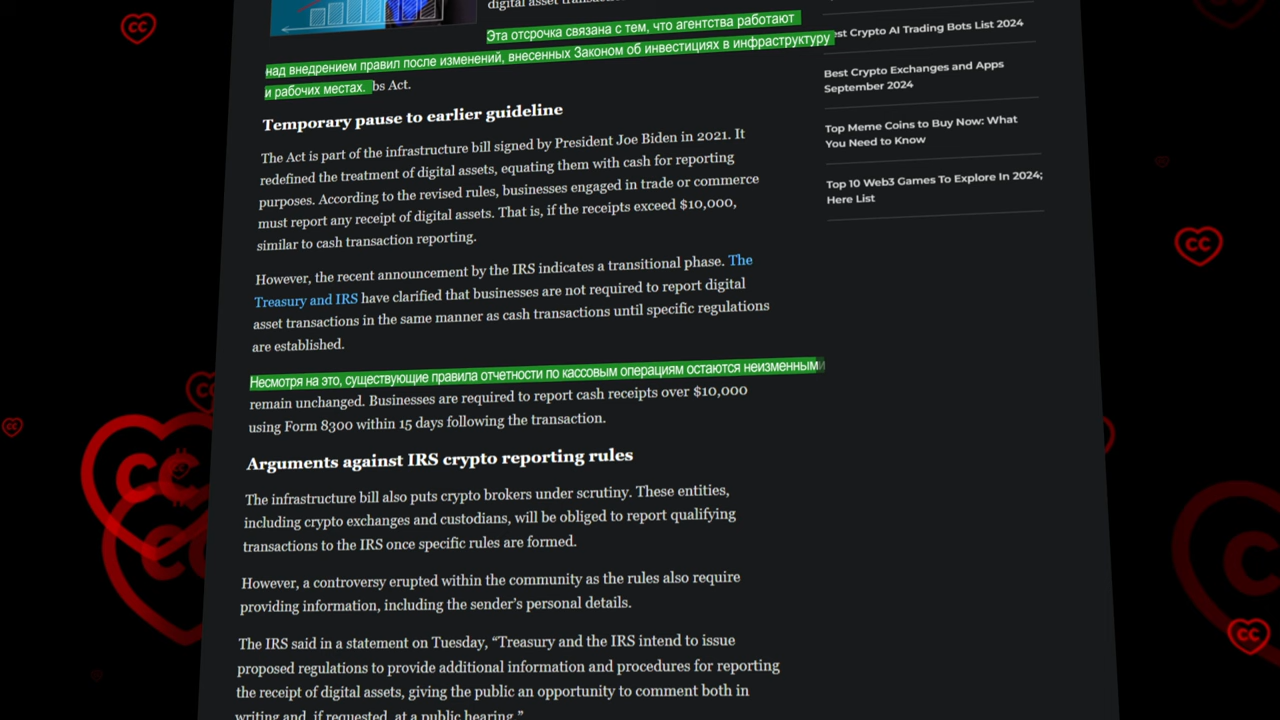 digital asset
Эта отсрочка связана с тем, что агентства работают
над внедрением правил после изменений, внесенных Законом об инвестициях в инфраструктуру
и рабочих местах. bs Act.
Temporary pause to earlier guideline
The Act is part of the infrastructure bill signed by President Joe Biden in 2021. It
redefined the treatment of digital assets, equating them with cash for reporting
purposes. According to the revised rules, businesses engaged in trade or commerce
must report any receipt of digital assets. That is, if the receipts exceed $10,000,
similar to cash transaction reporting.
However, the recent announcement by the IRS indicates a transitional phase. The
Treasury and IRS have clarified that businesses are not required to report digital
asset transactions in the same manner as cash transactions until specific regulations
are established.
Несмотря на это, существующие правила отчетности по кассовым операциям остаются неизменными
remain unchanged. Businesses are required to report cash receipts over $10,000
using Form 8300 within 15 days following the transaction.
Arguments against IRS crypto reporting rules
The infrastructure bill also puts crypto brokers under scrutiny. These entities,
including crypto exchanges and custodians, will be obliged to report qualifying
transactions to the IRS once specific rules are formed.
However, a controversy erupted within the community as the rules also require
providing information, including the sender's personal details.
The IRS said in a statement on Tuesday, “Treasury and the IRS intend to issue
proposed regulations to provide additional information and procedures for reporting
the receipt of digital assets, giving the public an opportunity to comment both in
writing and, if requested, at a public hearing.”
est Crypto AI Trading Bots List 2024
Best Crypto Exchanges and Apps
September 2024
Top Meme Coins to Buy Now: What
You Need to Know
Top 10 Web3 Games To Explore In 2024;
Here List
CC
CC
CC
CC
CC
CC
CC